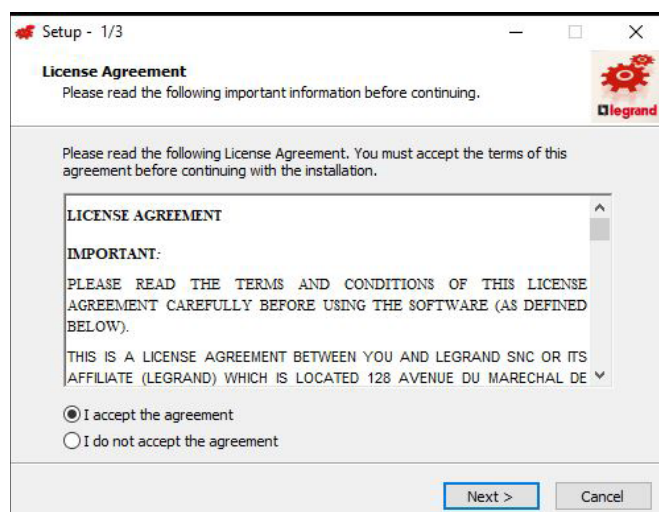 Setup - 1/3
License Agreement
Please read the following important information before continuing.
legrand
Please read the following License Agreement. You must accept the terms of this
agreement before continuing with the installation.
LICENSE AGREEMENT
IMPORTANT:
PLEASE READ THE TERMS AND CONDITIONS OF THIS LICENSE
AGREEMENT CAREFULLY BEFORE USING THE SOFTWARE (AS DEFINED
BELOW).
THIS IS A LICENSE AGREEMENT BETWEEN YOU AND LEGRAND SNC OR ITS
AFFILIATE (LEGRAND) WHICH IS LOCATED 128 AVENUE DU MARECHAL DE
I accept the agreement
I do not accept the agreement
Next >
Cancel